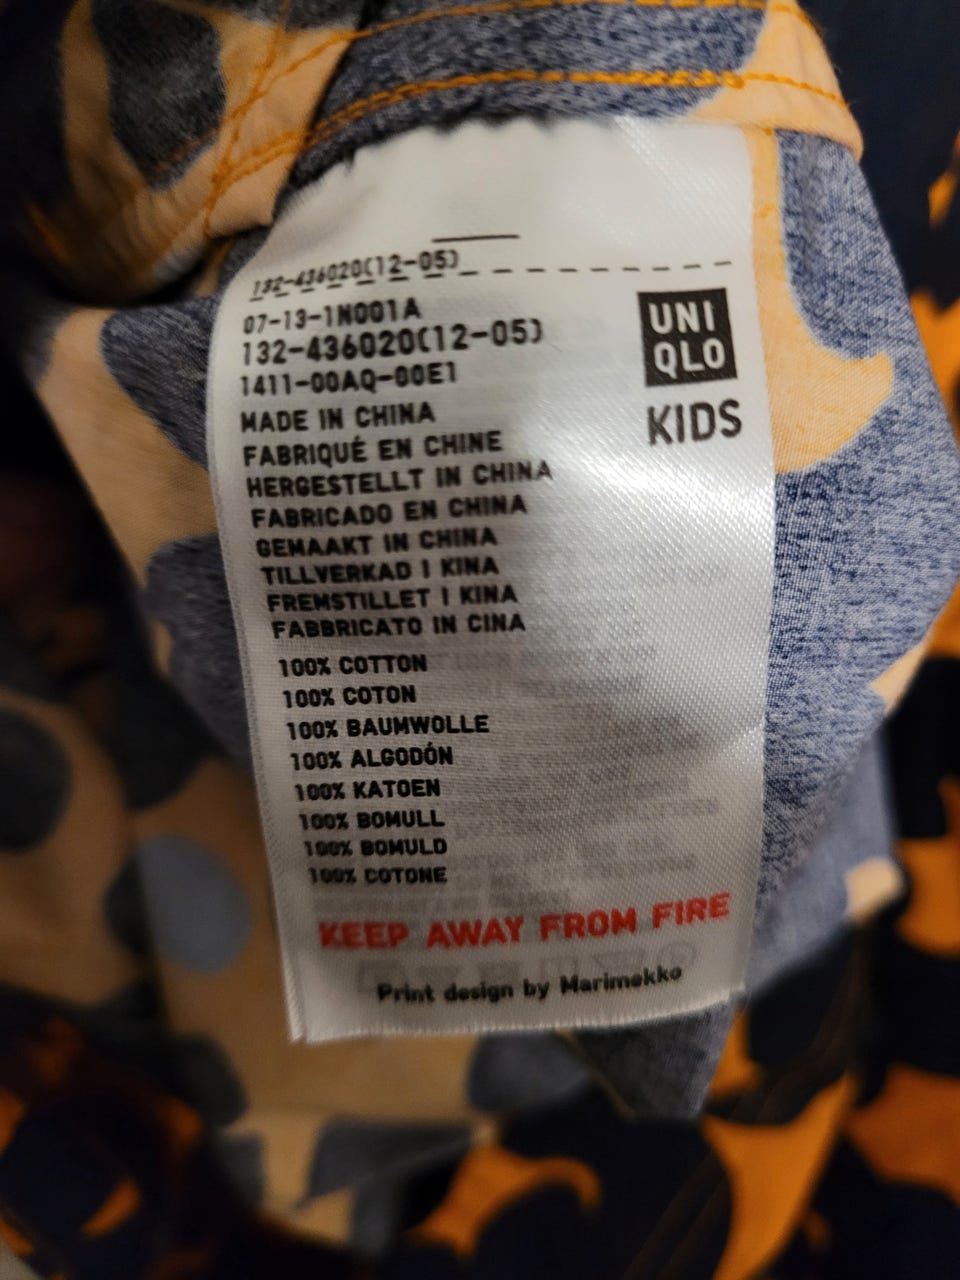 132-436020(12-05)
07-13-1N001A
132-436020(12-05)
1411-00AQ-00E1
UNI
QLO
KIDS
MADE IN CHINA
FABRIQUÉ EN CHINE
HERGESTELLT IN CHINA
FABRICADO EN CHINA
GEMAAKT IN CHINA
TILLVERKAD I KINA
FREMSTILLET I KINA
FABBRICATO IN CINA
100% COTTON
100% COTON
100% BAUMWOLLE
100% ALGODÓN
100% KATOEN
100% BOMULL
100% BOMULD
100% COTONE
KEEP AWAY FROM FIRE
Print design by Marimekko